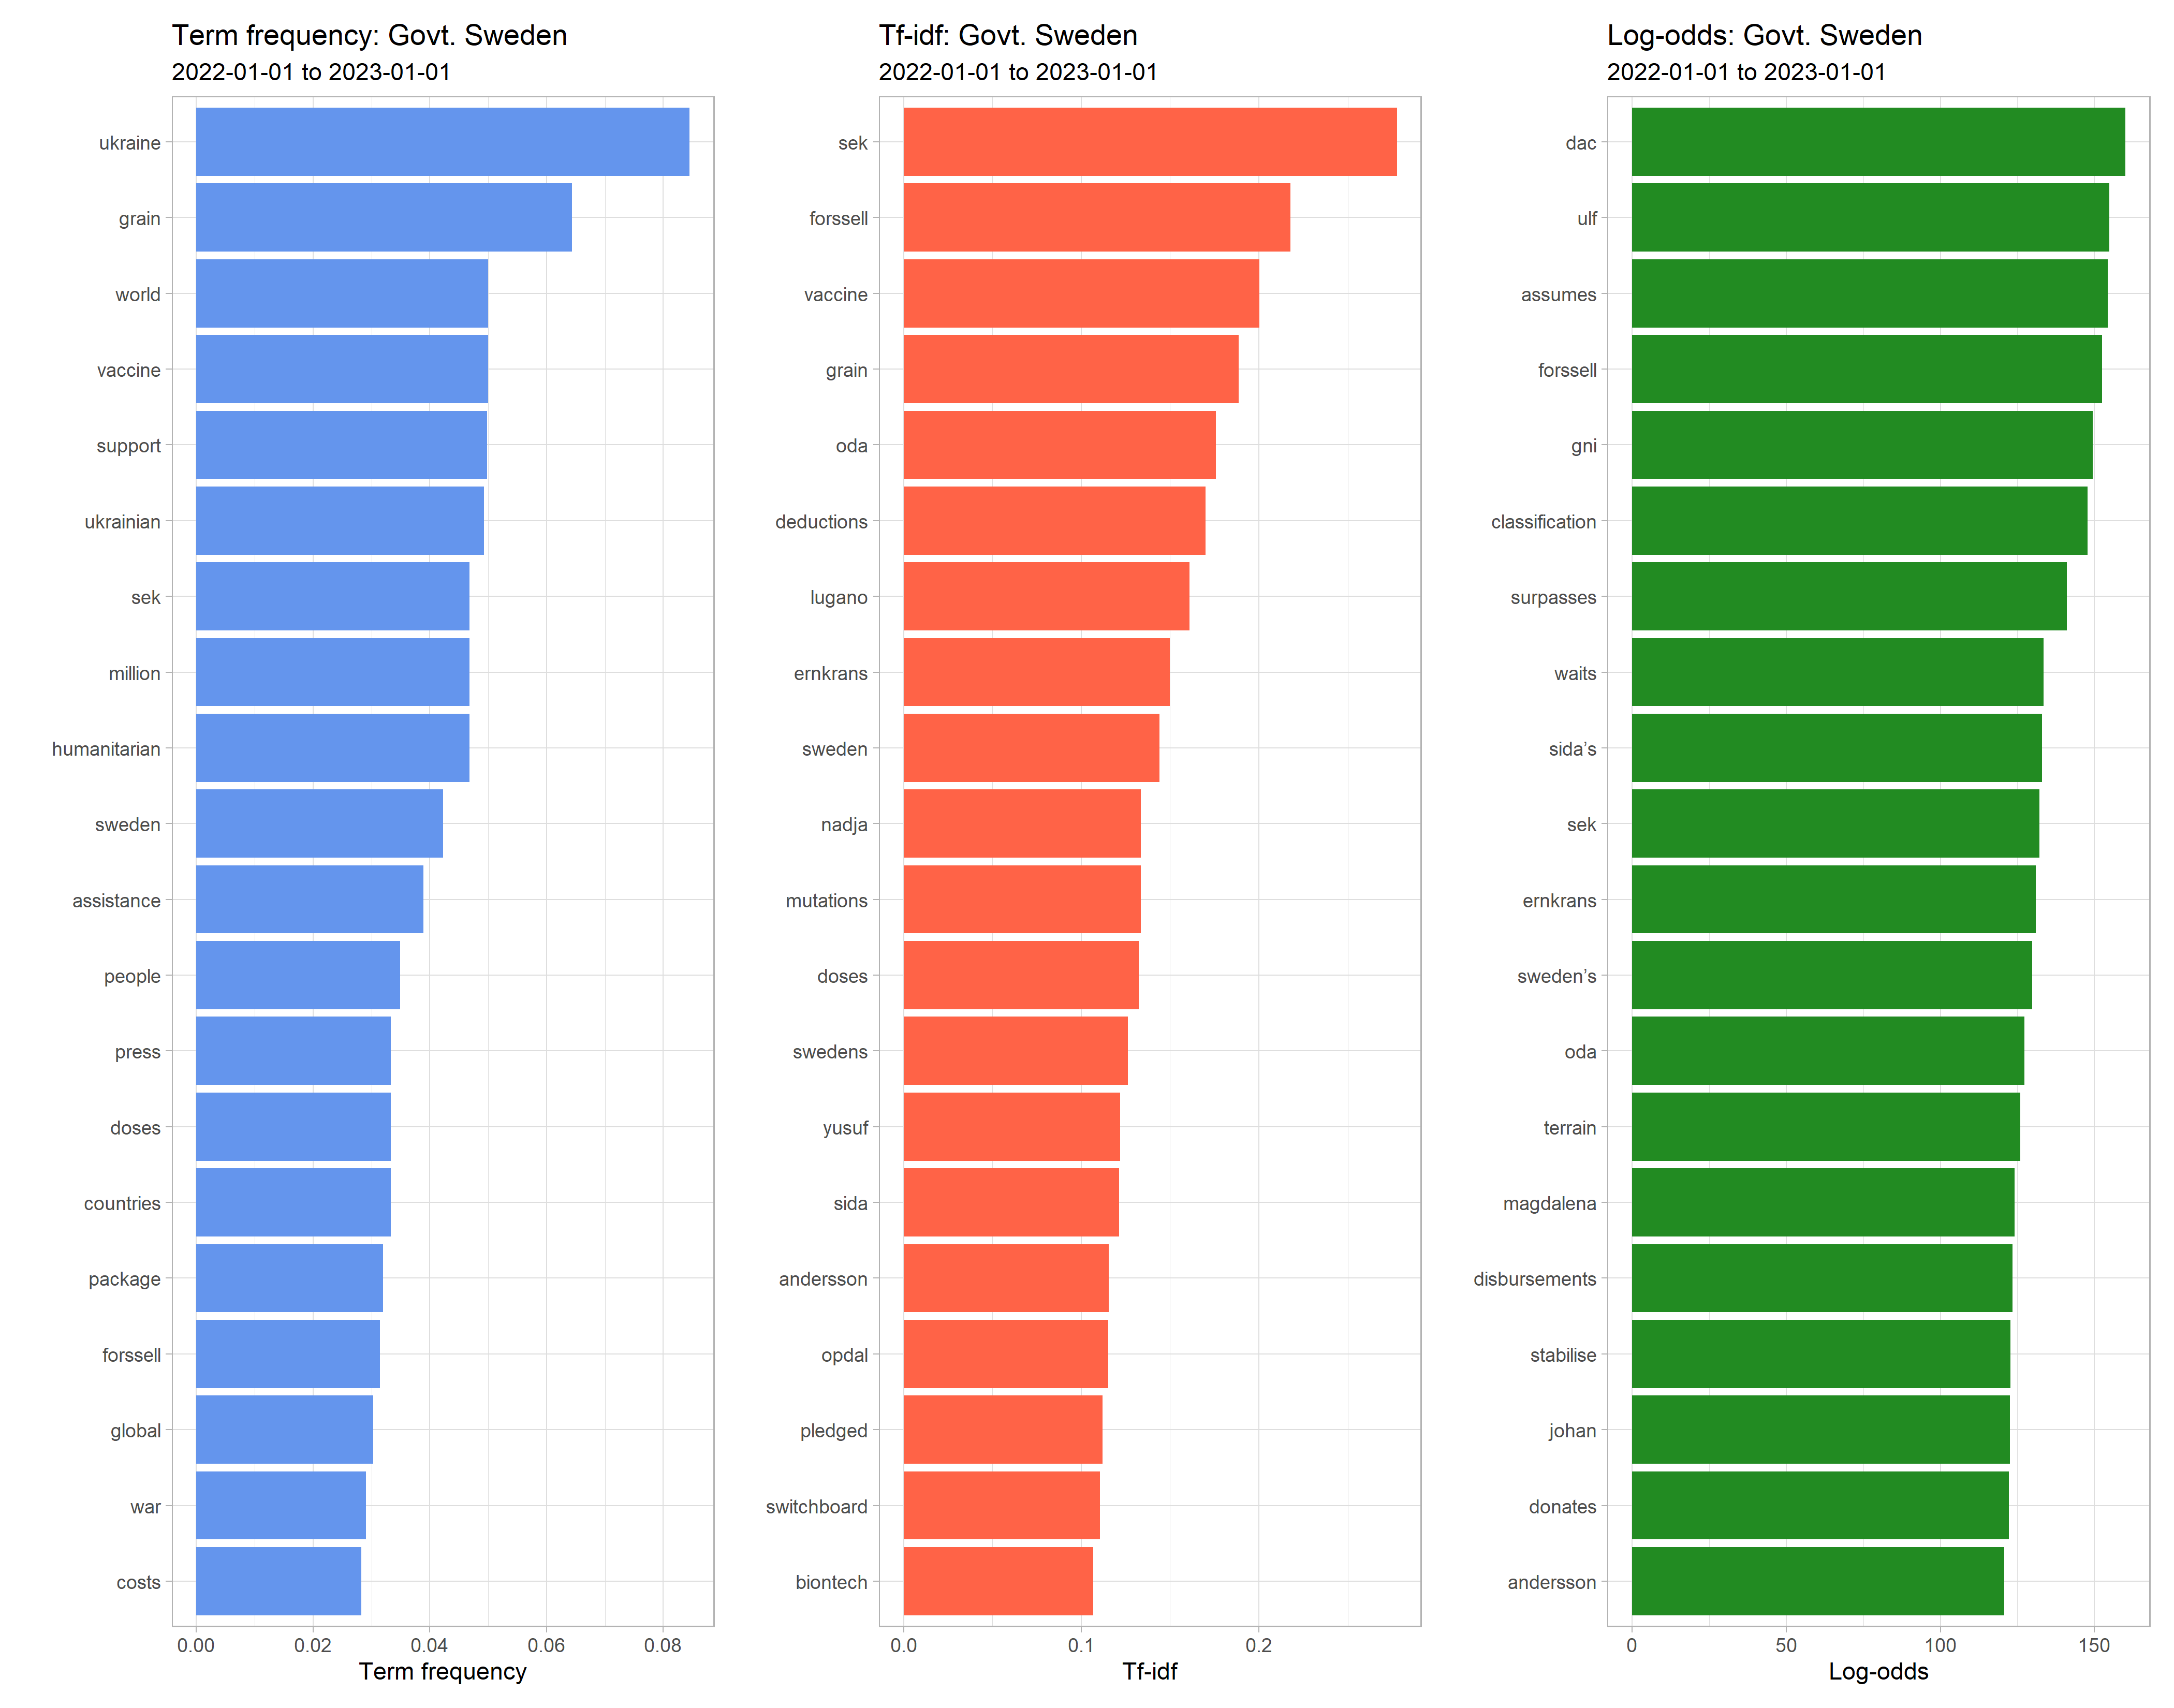 Term frequency: Govt. Sweden
2022-01-01 to 2023-01-01
ukraine
grain
world
vaccine
support
ukrainian
sek
million
humanitarian
sweden
assistance
people
press
doses
countries
package
forssell
global
war
costs
0.00 0.02 0.04 0.06 0.08
Term frequency
Tf-idf: Govt. Sweden
2022-01-01 to 2023-01-01
sek
forssell
vaccine
grain
oda
deductions
lugano
ernkrans
sweden
nadja
mutations
doses
swedens
yusuf
sida
andersson
opdal
pledged
switchboard
biontech
0.0 0.1 0.2
Tf-idf
Log-odds: Govt. Sweden
2022-01-01 to 2023-01-01
dac
ulf
assumes
forssell
gni
classification
surpasses
waits
sida’s
sek
ernkrans
sweden’s
oda
terrain
magdalena
disbursements
stabilise
johan
donates
andersson
0 50 100 150
Log-odds